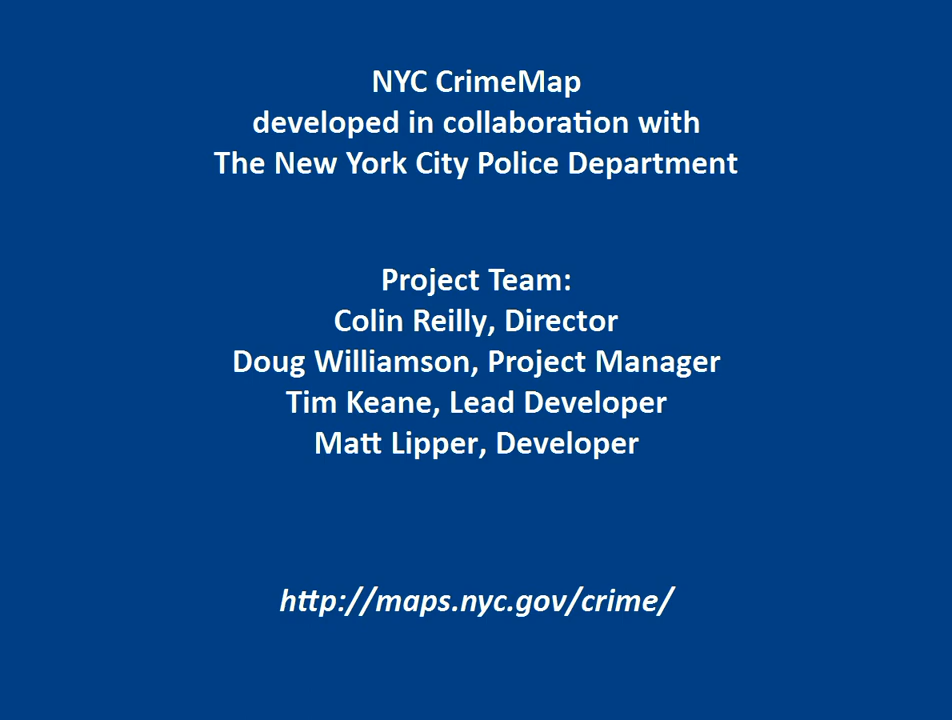 NYC CrimeMap
developed in collaboration with
The New York City Police Department
Project Team:
Colin Reilly, Director
Doug Williamson, Project Manager
Tim Keane, Lead Developer
Matt Lipper, Developer
http://maps.nyc.gov/crime/